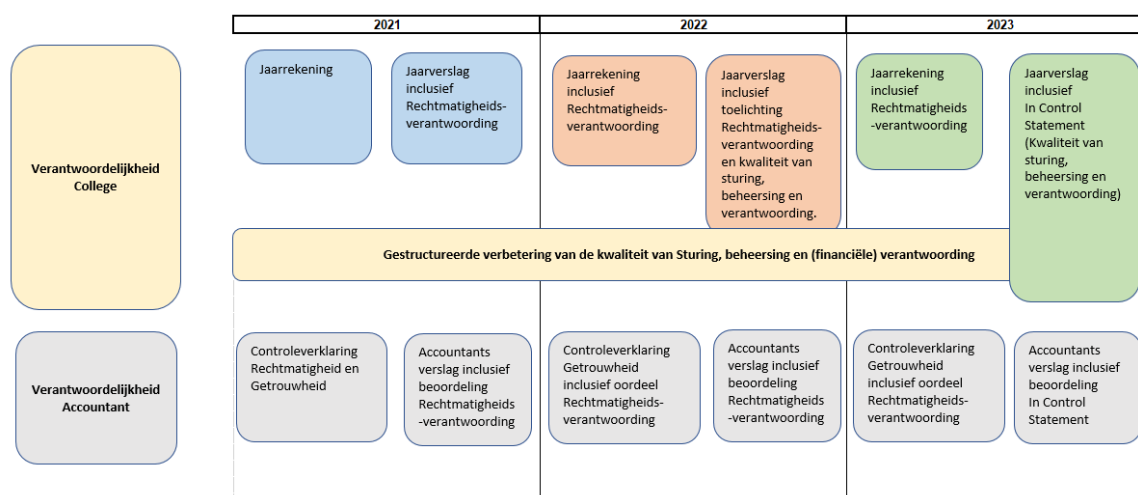 2021
2022
2023
Verantwoordelijkheid
College
Jaarrekening
Jaarverslag
inclusief
Rechtmatigheids-
verantwoording
Jaarrekening
inclusief
Rechtmatigheids-
verantwoording
Jaarverslag
inclusief
toelichting
Rechtmatigheids-
verantwoording
en kwaliteit van
sturing,
beheersing en
verantwoording.
Jaarrekening
inclusief
Rechtmatigheids
-verantwoording
Jaarverslag
inclusief
In Control
Statement
(Kwaliteit van
sturing,
beheersing en
verantwoording)
Gestructureerde verbetering van de kwaliteit van Sturing, beheersing en (financiële) verantwoording
Verantwoordelijkheid
Accountant
Controleverklaring
Rechtmatigheid en
Getrouwheid
Accountants
verslag inclusief
beoordeling
Rechtmatigheids
-verantwoording
Controleverklaring
Getrouwheid
inclusief oordeel
Rechtmatigheids-
verantwoording
Accountants
verslag inclusief
beoordeling
Rechtmatigheids
-verantwoording
Controleverklaring
Getrouwheid
inclusief oordeel
Rechtmatigheids-
verantwoording
Accountants
verslag inclusief
beoordeling
In Control
Statement